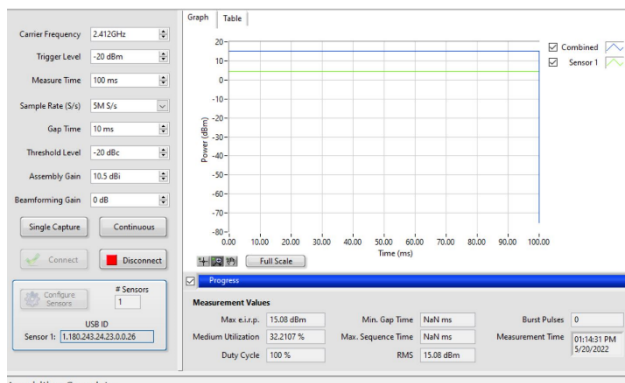 Graph Table
Carrier Frequency 2.412GHz
Trigger Level -20 dBm
Measure Time 100 ms
Sample Rate (S/s) 5M S/s
Gap Time 10 ms
Threshold Level -20 dBc
Assembly Gain 10.5 dBi
Beamforming Gain 0 dB
Single Capture Continuous
Connect Disconnect
Configure Sensors
# Sensors
1
USB ID
Sensor 1: 1.180.243.24.23.0.0.26
Power (dBm)
20-
10-
0-
-10-
-20-
-30-
-40-
-50-
-60-
-70-
-80-
0.00 10.00 20.00 30.00 40.00 50.00 60.00 70.00 80.00 90.00 100.00
Time (ms)
Combined
Sensor 1
Full Scale
Progress
Measurement Values
Max e.i.r.p. 15.08 dBm Min. Gap Time NaN ms Burst Pulses 0
Medium Utilization 32.2107 % Max. Sequence Time NaN ms Measurement Time 01:14:31 PM
5/20/2022
Duty Cycle 100 % RMS 15.08 dBm